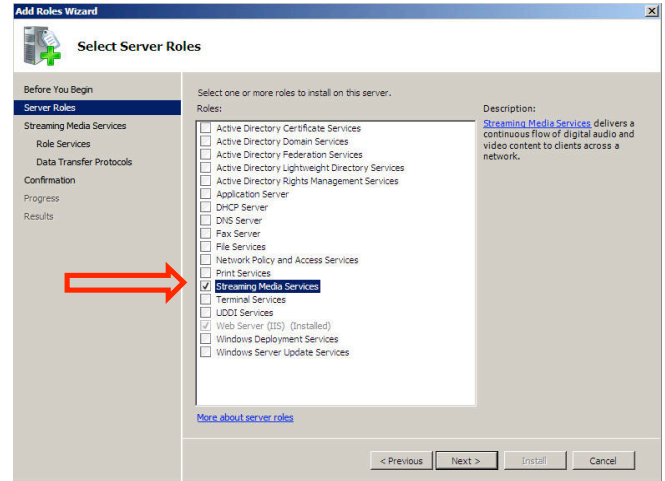 Add Roles Wizard
Select Server Roles
Before You Begin
Server Roles
Streaming Media Services
Role Services
Data Transfer Protocols
Confirmation
Progress
Results
Select one or more roles to install on this server.
Roles:
Active Directory Certificate Services
Active Directory Domain Services
Active Directory Federation Services
Active Directory Lightweight Directory Services
Active Directory Rights Management Services
Application Server
DHCP Server
DNS Server
Fax Server
File Services
Network Policy and Access Services
Print Services
Streaming Media Services
Terminal Services
UDDI Services
Web Server (IIS) (Installed)
Windows Deployment Services
Windows Server Update Services
More about server roles
Description:
Streaming Media Services delivers a
continuous flow of digital audio and
video content to clients across a
network.
< Previous
Next >
Install
Cancel